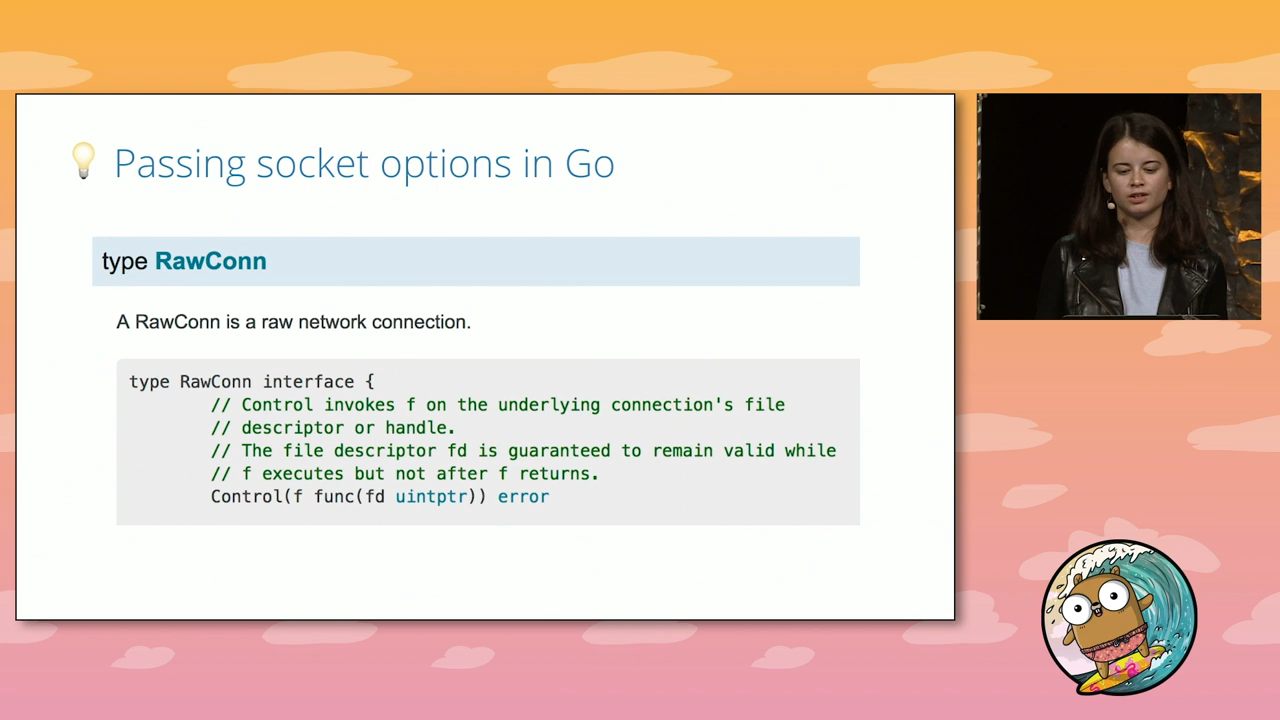 💡 Passing socket options in Go
type RawConn
A RawConn is a raw network connection.
type RawConn interface {
// Control invokes f on the underlying connection's file
// descriptor or handle.
// The file descriptor fd is guaranteed to remain valid while
// f executes but not after f returns.
Control(f func(fd uintptr)) error